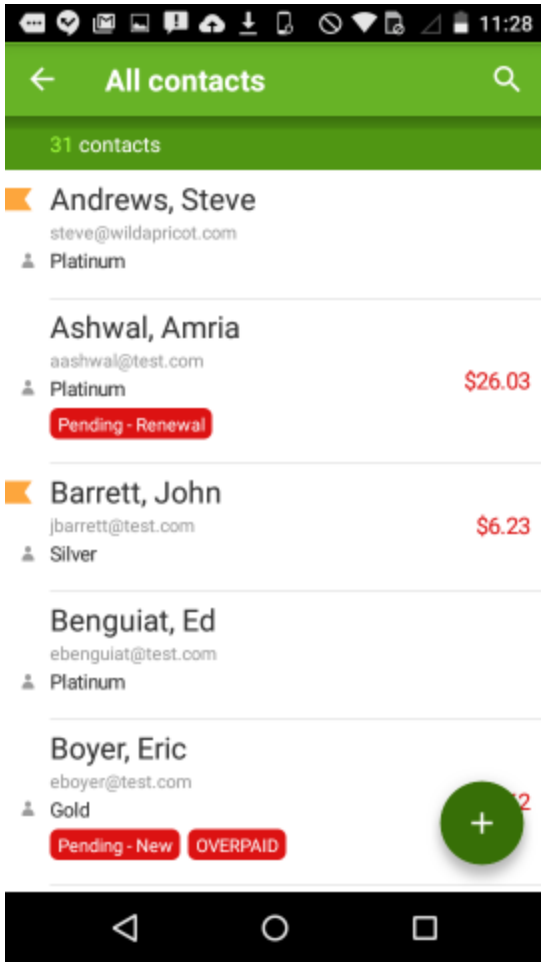 11:28
All contacts
31 contacts
Andrews, Steve
steve@wildapricot.com
Platinum
Ashwal, Amria
aashwal@test.com
Platinum
$26.03
Pending - Renewal
Barrett, John
jbarrett@test.com
$6.23
Silver
Benguiat, Ed
ebenguiat@test.com
Platinum
Boyer, Eric
eboyer@test.com
Gold
Pending - New OVERPAID